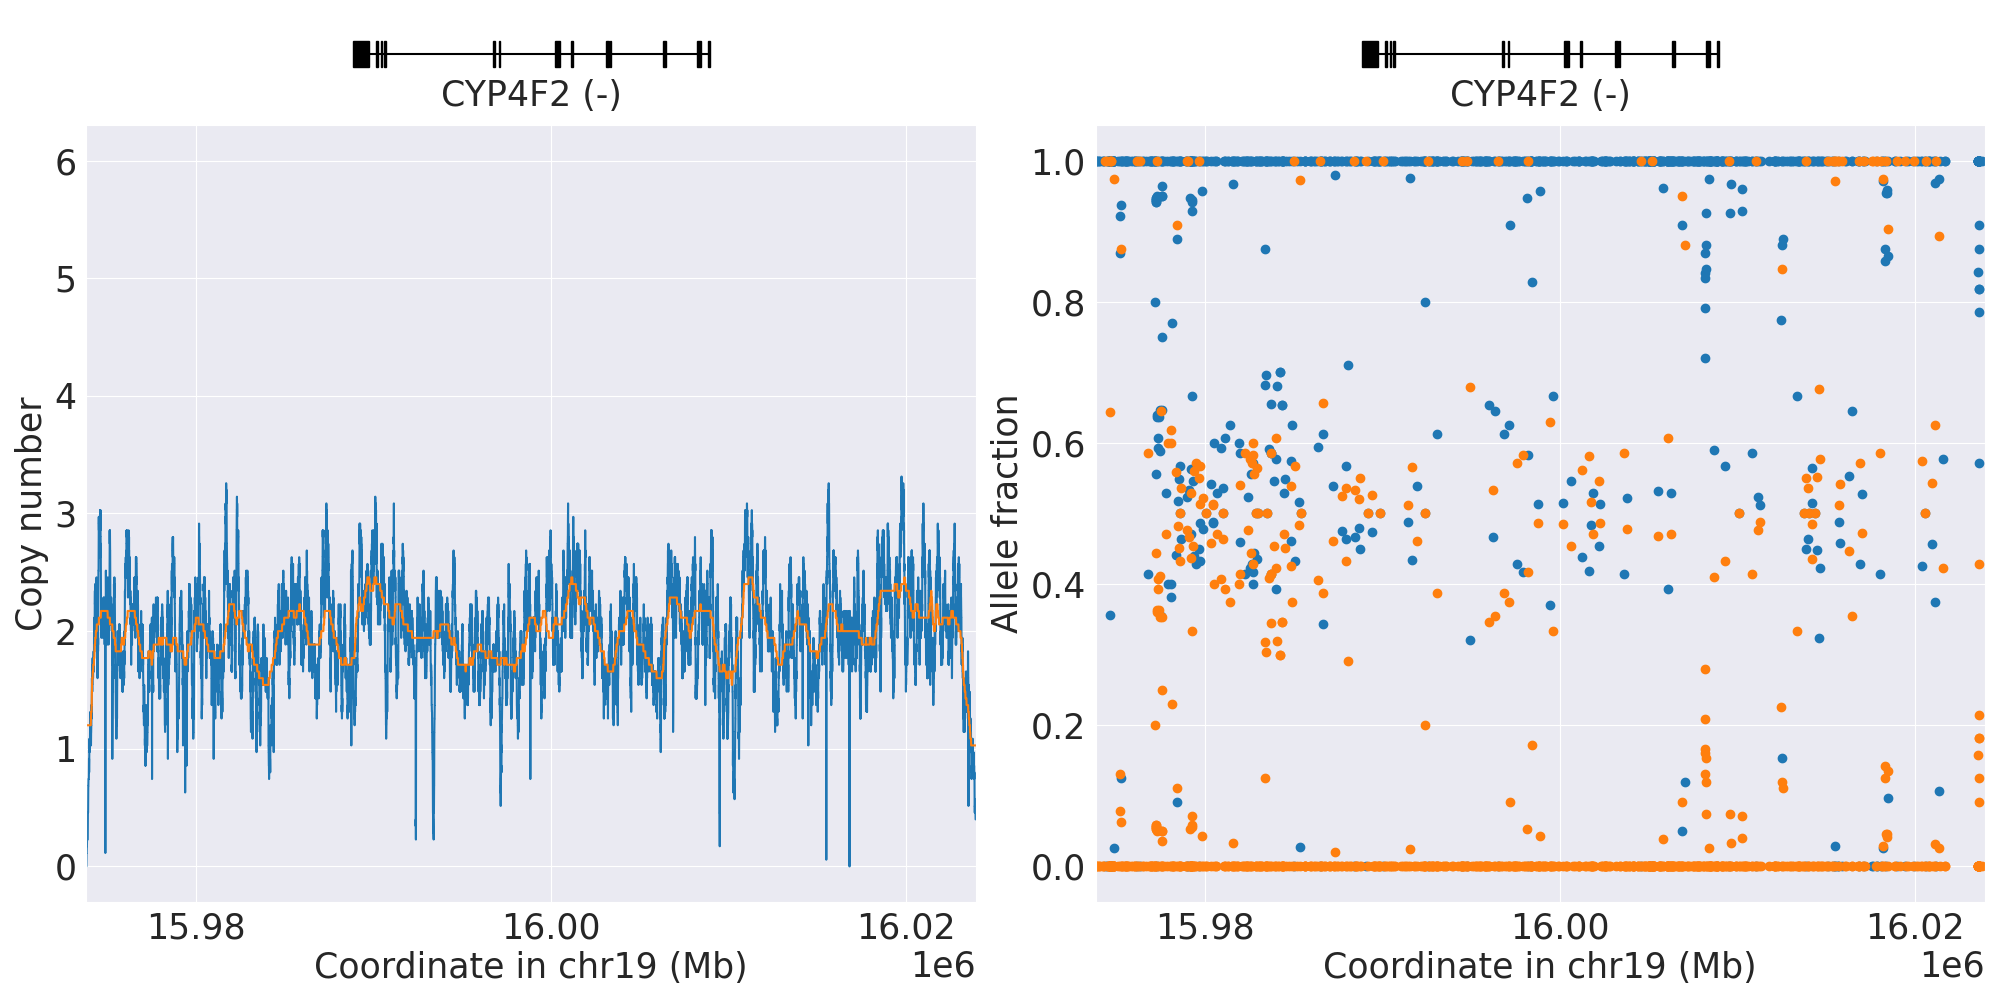 CYP4F2 (-)
6
5
4
3
2
1
0
Copy number
15.98
16.00
16.02
Coordinate in chr19 (Mb)
1e6
CYP4F2 (-)
1.0
0.8
0.6
0.4
0.2
0.0
Allele fraction
15.98
16.00
16.02
Coordinate in chr19 (Mb)
1e6